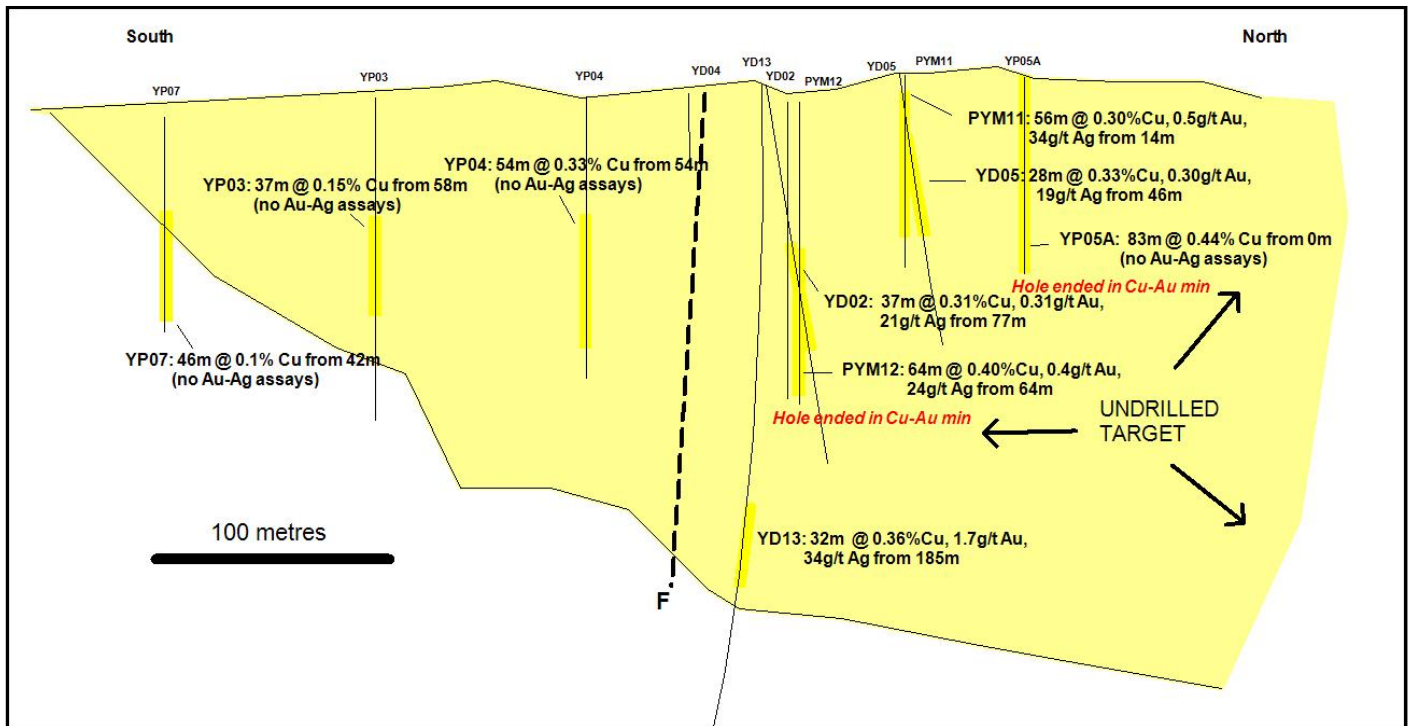 South
North
YP07
YP03
YP04
YD04
YD13
YD02
PYM12
YD05
PYM11
YP05A
PYM11: 56m @ 0.30%Cu, 0.5g/t Au,
34g/t Ag from 14m
YP04: 54m @ 0.33% Cu from 54m
(no Au-Ag assays)
YP03: 37m @ 0.15% Cu from 58m
(no Au-Ag assays)
YD05: 28m @ 0.33%Cu, 0.30g/t Au,
19g/t Ag from 46m
YP05A: 83m @ 0.44% Cu from 0m
(no Au-Ag assays)
Hole ended in Cu-Au min
YD02: 37m @ 0.31%Cu, 0.31g/t Au,
21g/t Ag from 77m
YP07: 46m @ 0.1% Cu from 42m
(no Au-Ag assays)
PYM12: 64m @ 0.40%Cu, 0.4g/t Au,
24g/t Ag from 64m
Hole ended in Cu-Au min
UNDRILLED
TARGET
100 metres
YD13: 32m @ 0.36%Cu, 1.7g/t Au,
34g/t Ag from 185m
F